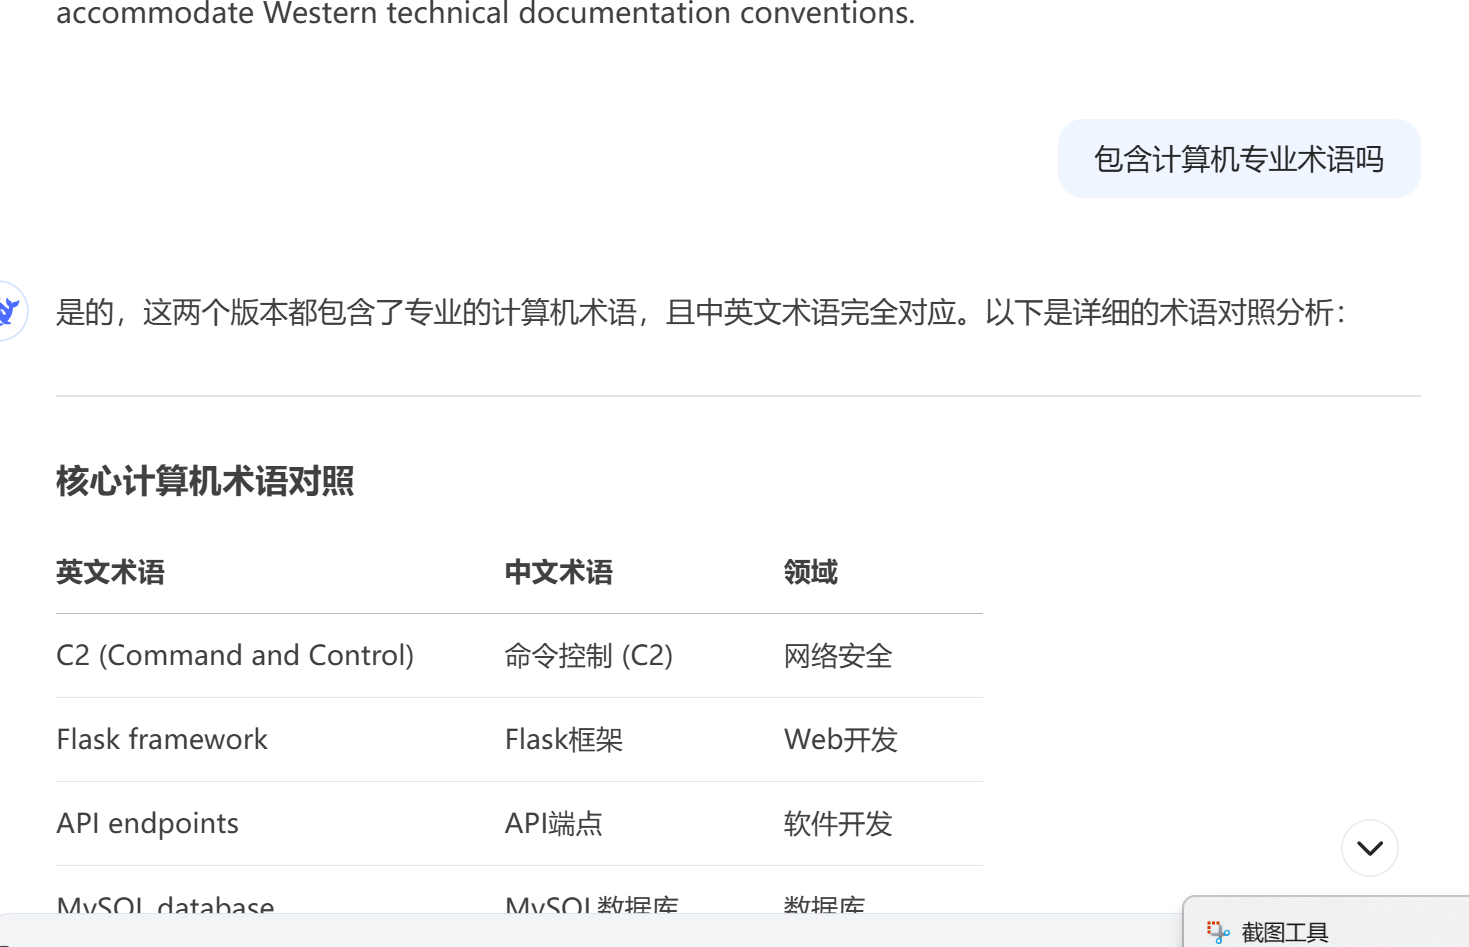 accommodate Western technical documentation conventions.
包含计算机专业术语吗
是的，这两个版本都包含了专业的计算机术语，且中英文术语完全对应。以下是详细的术语对照分析：
核心计算机术语对照
英文术语 中文术语 领域
C2 (Command and Control) 命令控制 (C2) 网络安全
Flask framework Flask框架 Web开发
API endpoints API端点 软件开发
MySQL database MySQL数据库 数据库
截图工具